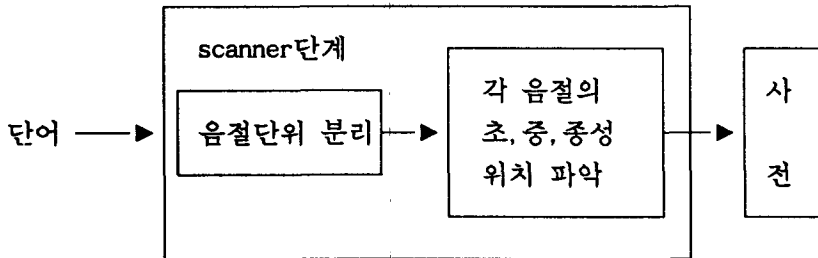 scanner단계
단어
음절단위 분리
각 음절의
초, 중, 종성
위치 파악
사
전